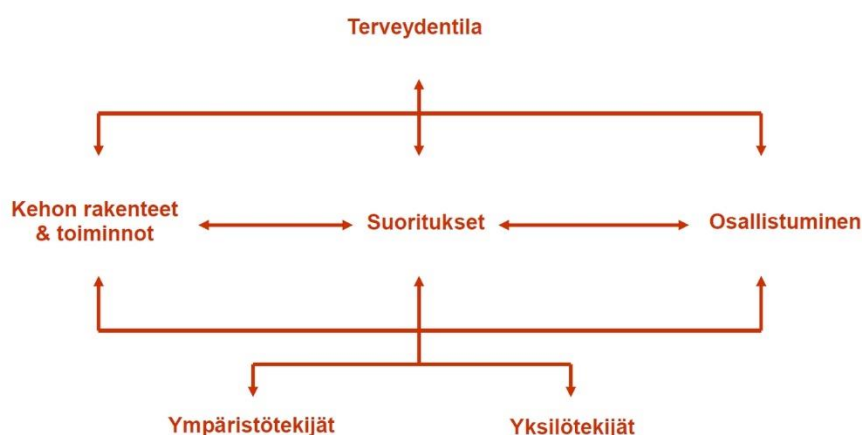 Terveydentila
Kehon rakenteet
& toiminnot
Suoritukset
Osallistuminen
Ympäristötekijät
Yksilötekijät